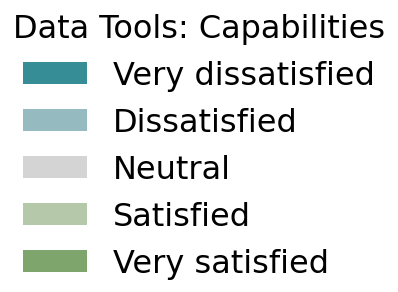 Data Tools: Capabilities
Very dissatisfied
Dissatisfied
Neutral
Satisfied
Very satisfied